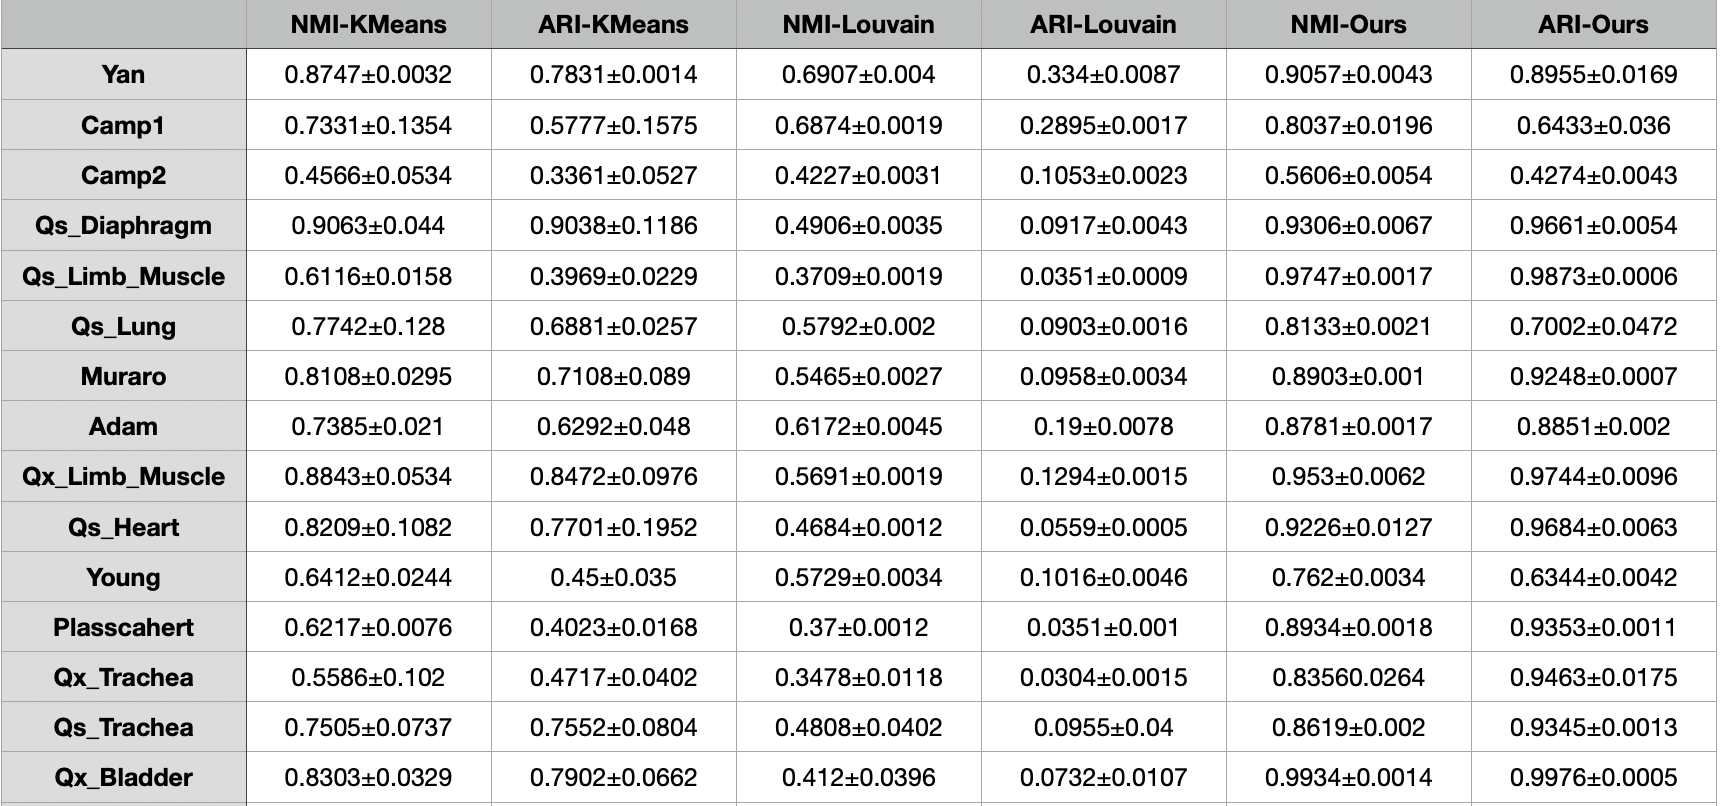 NMI-KMeans ARI-KMeans NMI-Louvain ARI-Louvain NMI-Ours ARI-Ours
Yan 0.8747±0.0032 0.7831±0.0014 0.6907±0.004 0.334±0.0087 0.9057±0.0043 0.8955±0.0169
Camp1 0.7331±0.1354 0.5777±0.1575 0.6874±0.0019 0.2895±0.0017 0.8037±0.0196 0.6433±0.036
Camp2 0.4566±0.0534 0.3361±0.0527 0.4227±0.0031 0.1053±0.0023 0.5606±0.0054 0.4274±0.0043
Qs_Diaphragm 0.9063±0.044 0.9038±0.1186 0.4906±0.0035 0.0917±0.0043 0.9306±0.0067 0.9661±0.0054
Qs_Limb_Muscle 0.6116±0.0158 0.3969±0.0229 0.3709±0.0019 0.0351±0.0009 0.9747±0.0017 0.9873±0.0006
Qs_Lung 0.7742±0.128 0.6881±0.0257 0.5792±0.002 0.0903±0.0016 0.8133±0.0021 0.7002±0.0472
Muraro 0.8108±0.0295 0.7108±0.089 0.5465±0.0027 0.0958±0.0034 0.8903±0.001 0.9248±0.0007
Adam 0.7385±0.021 0.6292±0.048 0.6172±0.0045 0.19±0.0078 0.8781±0.0017 0.8851±0.002
Qx_Limb_Muscle 0.8843±0.0534 0.8472±0.0976 0.5691±0.0019 0.1294±0.0015 0.953±0.0062 0.9744±0.0096
Qs_Heart 0.8209±0.1082 0.7701±0.1952 0.4684±0.0012 0.0559±0.0005 0.9226±0.0127 0.9684±0.0063
Young 0.6412±0.0244 0.45±0.035 0.5729±0.0034 0.1016±0.0046 0.762±0.0034 0.6344±0.0042
Plasscahert 0.6217±0.0076 0.4023±0.0168 0.37±0.0012 0.0351±0.001 0.8934±0.0018 0.9353±0.0011
Qx_Trachea 0.5586±0.102 0.4717±0.0402 0.3478±0.0118 0.0304±0.0015 0.83560.0264 0.9463±0.0175
Qs_Trachea 0.7505±0.0737 0.7552±0.0804 0.4808±0.0402 0.0955±0.04 0.8619±0.002 0.9345±0.0013
Qx_Bladder 0.8303±0.0329 0.7902±0.0662 0.412±0.0396 0.0732±0.0107 0.9934±0.0014 0.9976±0.0005